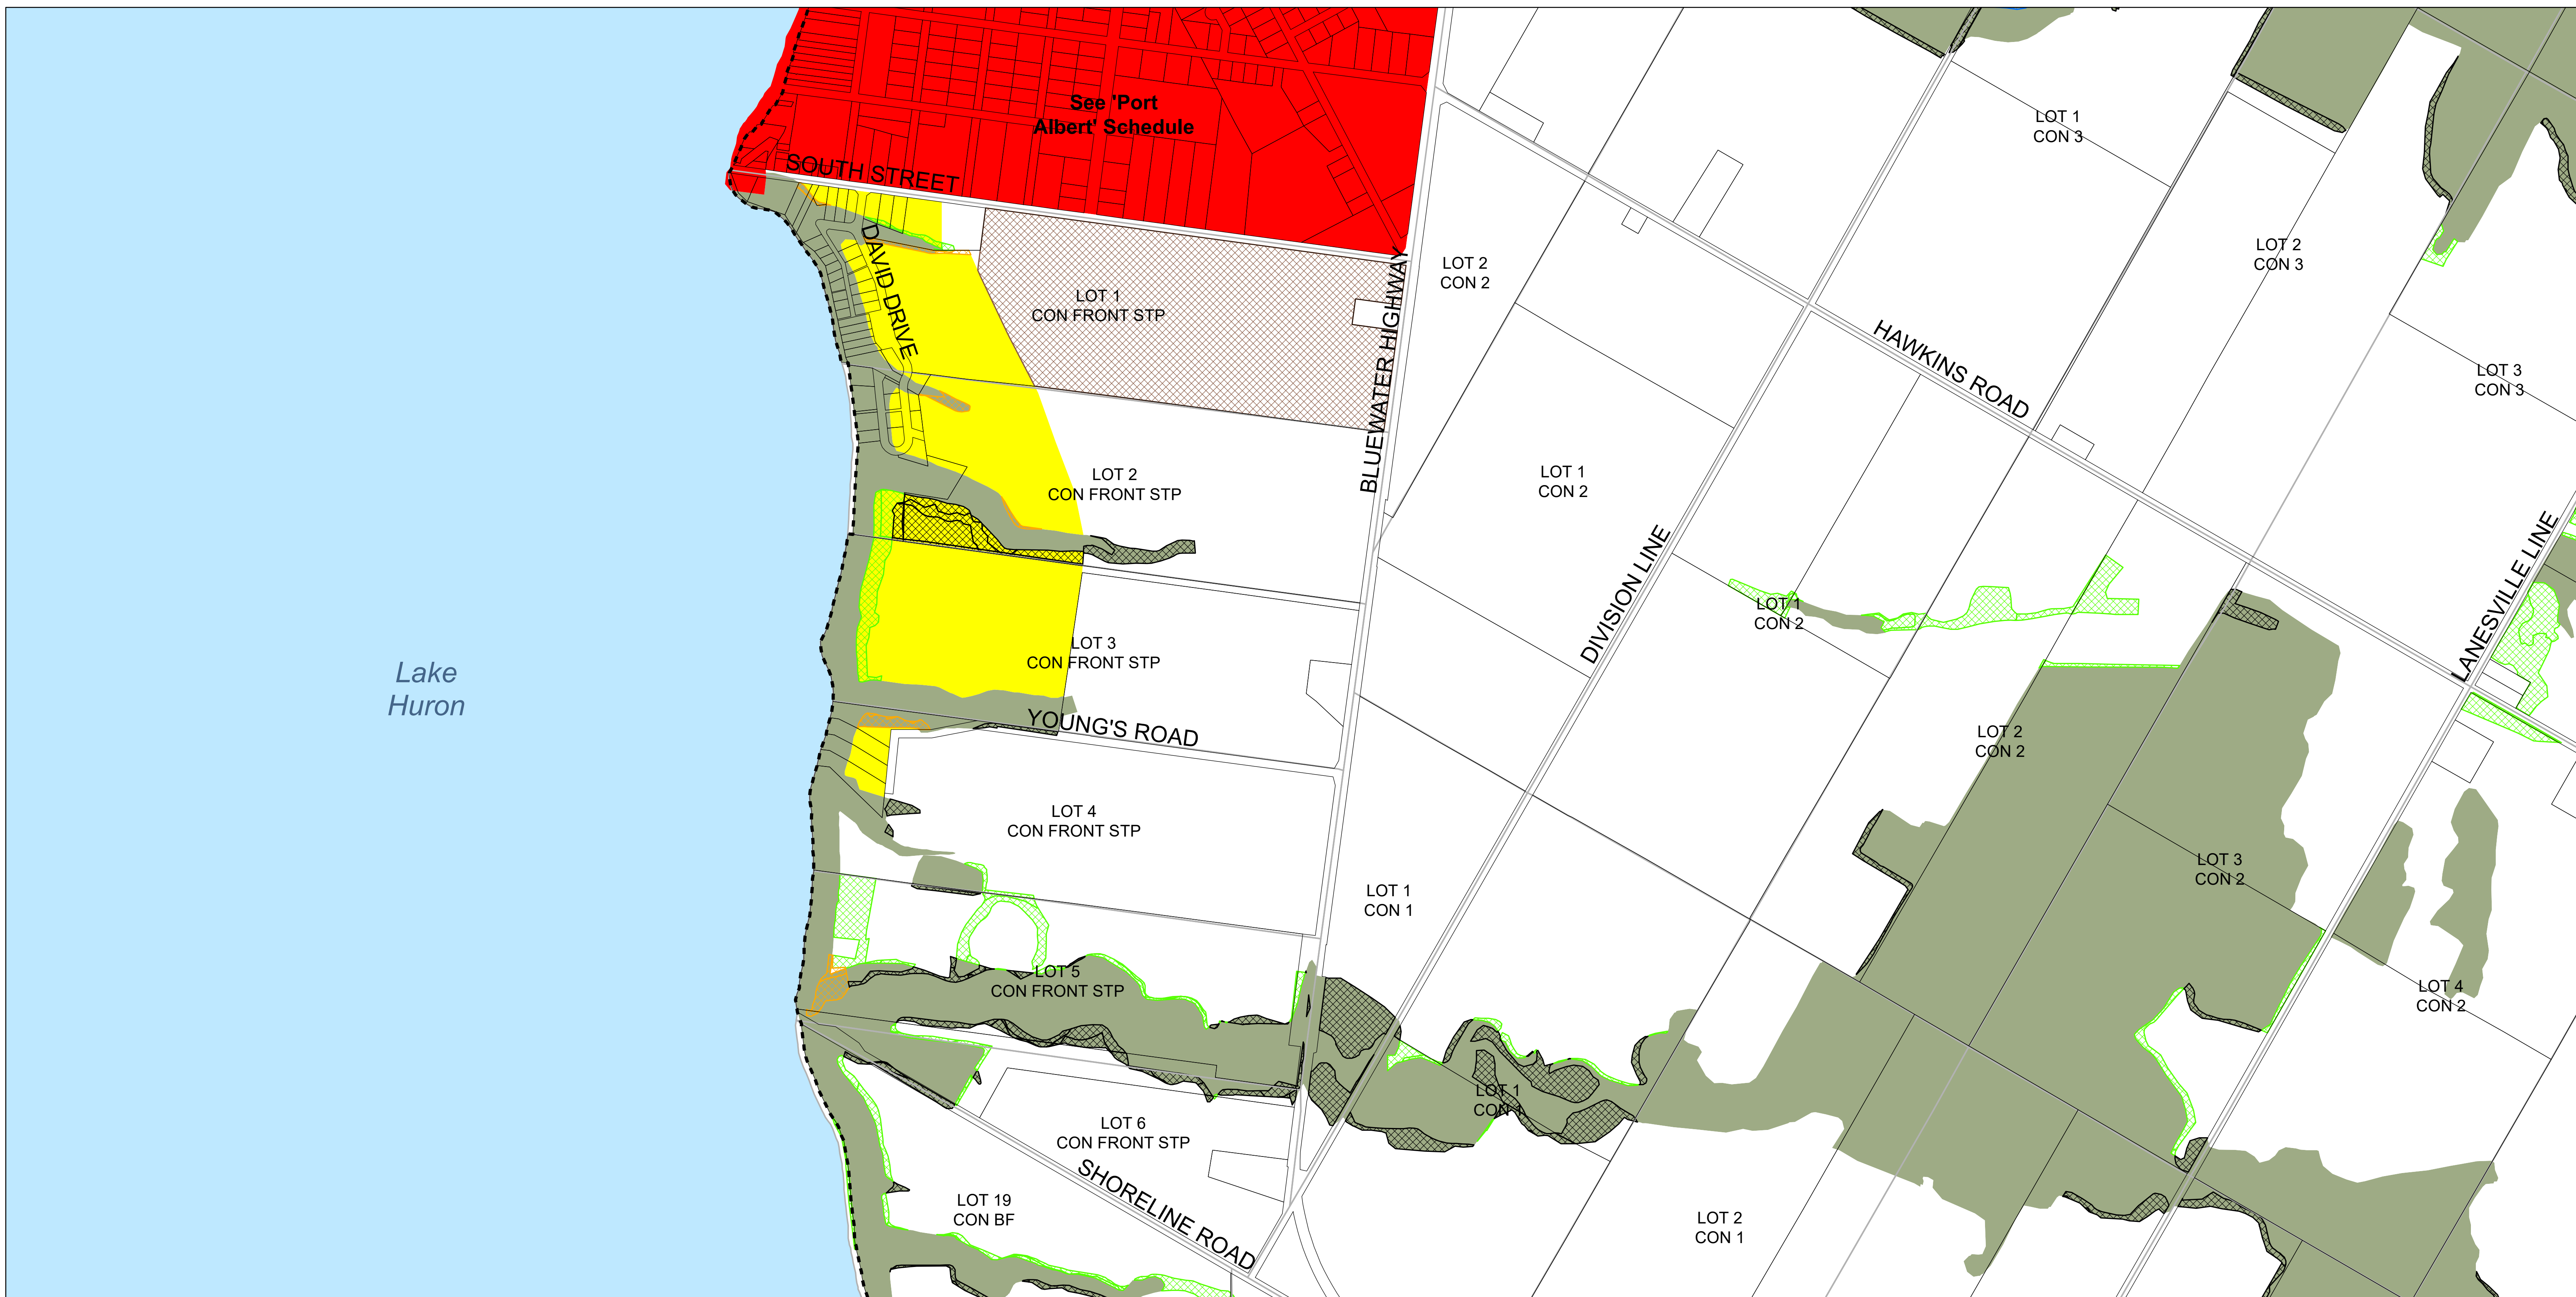 See 'Port
Albert' Schedule
SOUTH STREET
DAVID DRIVE
LOT 1
CON FRONT STP
BLUEWATER HIGHWAY
LOT 2
CON 2
LOT 1
CON 3
LOT 2
CON 3
HAWKINS ROAD
LOT 3
CON 3
LOT 2
CON FRONT STP
LOT 1
CON 2
DIVISION LINE
LOT 1
CON 2
LANESVILLE LINE
Lake
Huron
LOT 3
CON FRONT STP
YOUNG'S ROAD
LOT 2
CON 2
LOT 4
CON FRONT STP
LOT 3
CON 2
LOT 1
CON 1
LOT 5
CON FRONT STP
LOT 4
CON 2
LOT 1
CON 1
LOT 6
CON FRONT STP
SHORELINE ROAD
LOT 19
CON BF
LOT 2
CON 1